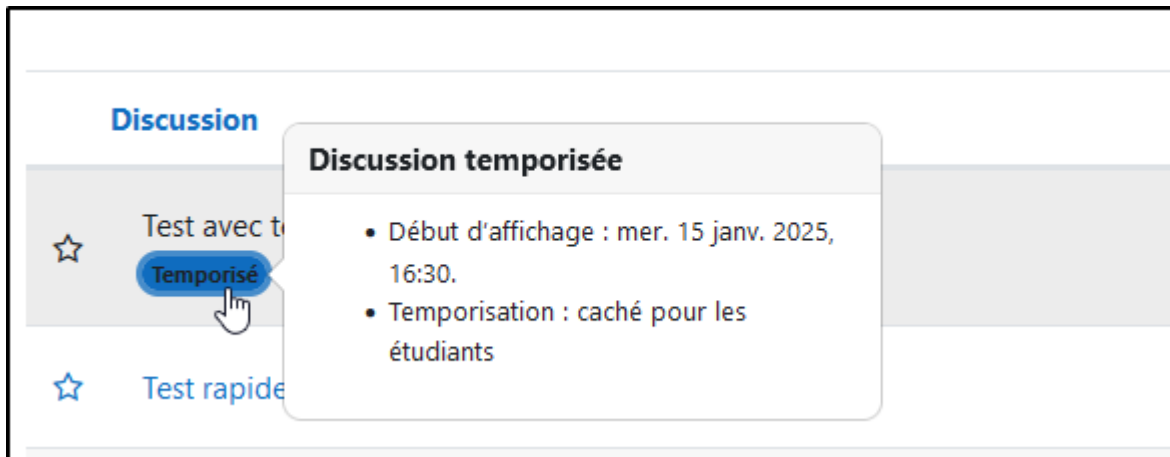 Discussion
Discussion temporisée
Test avec
• Début d'affichage : mer. 15 janv. 2025,
16:30.
Temporisé
• Temporisation : caché pour les
étudiants
Test rapide